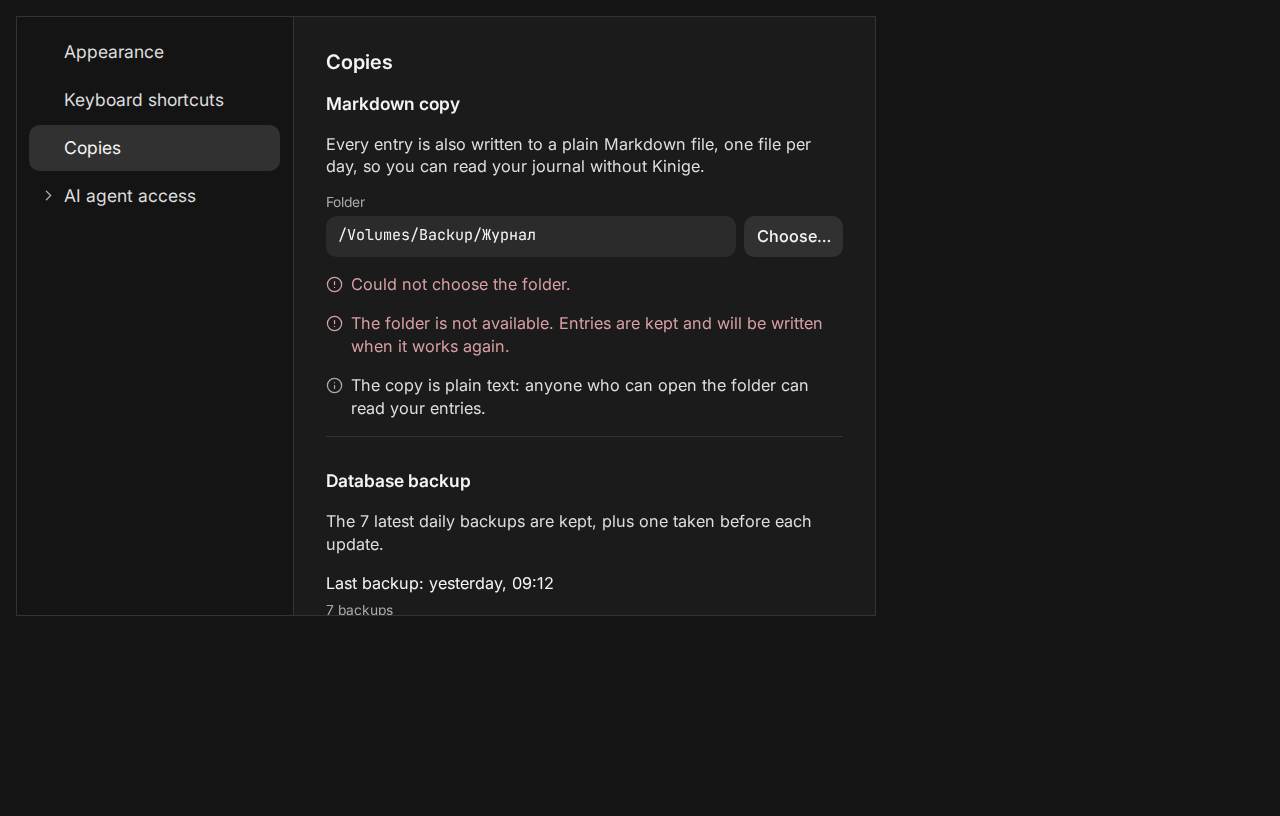 Appearance
Keyboard shortcuts
Copies
AI agent access
Copies
Markdown copy
Every entry is also written to a plain Markdown file, one file per
day, so you can read your journal without Kinige.
Folder
/Volumes/Backup/Журнал
Choose...
Could not choose the folder.
The folder is not available. Entries are kept and will be written
when it works again.
The copy is plain text: anyone who can open the folder can
read your entries.
Database backup
The 7 latest daily backups are kept, plus one taken before each
update.
Last backup: yesterday, 09:12
7 backups